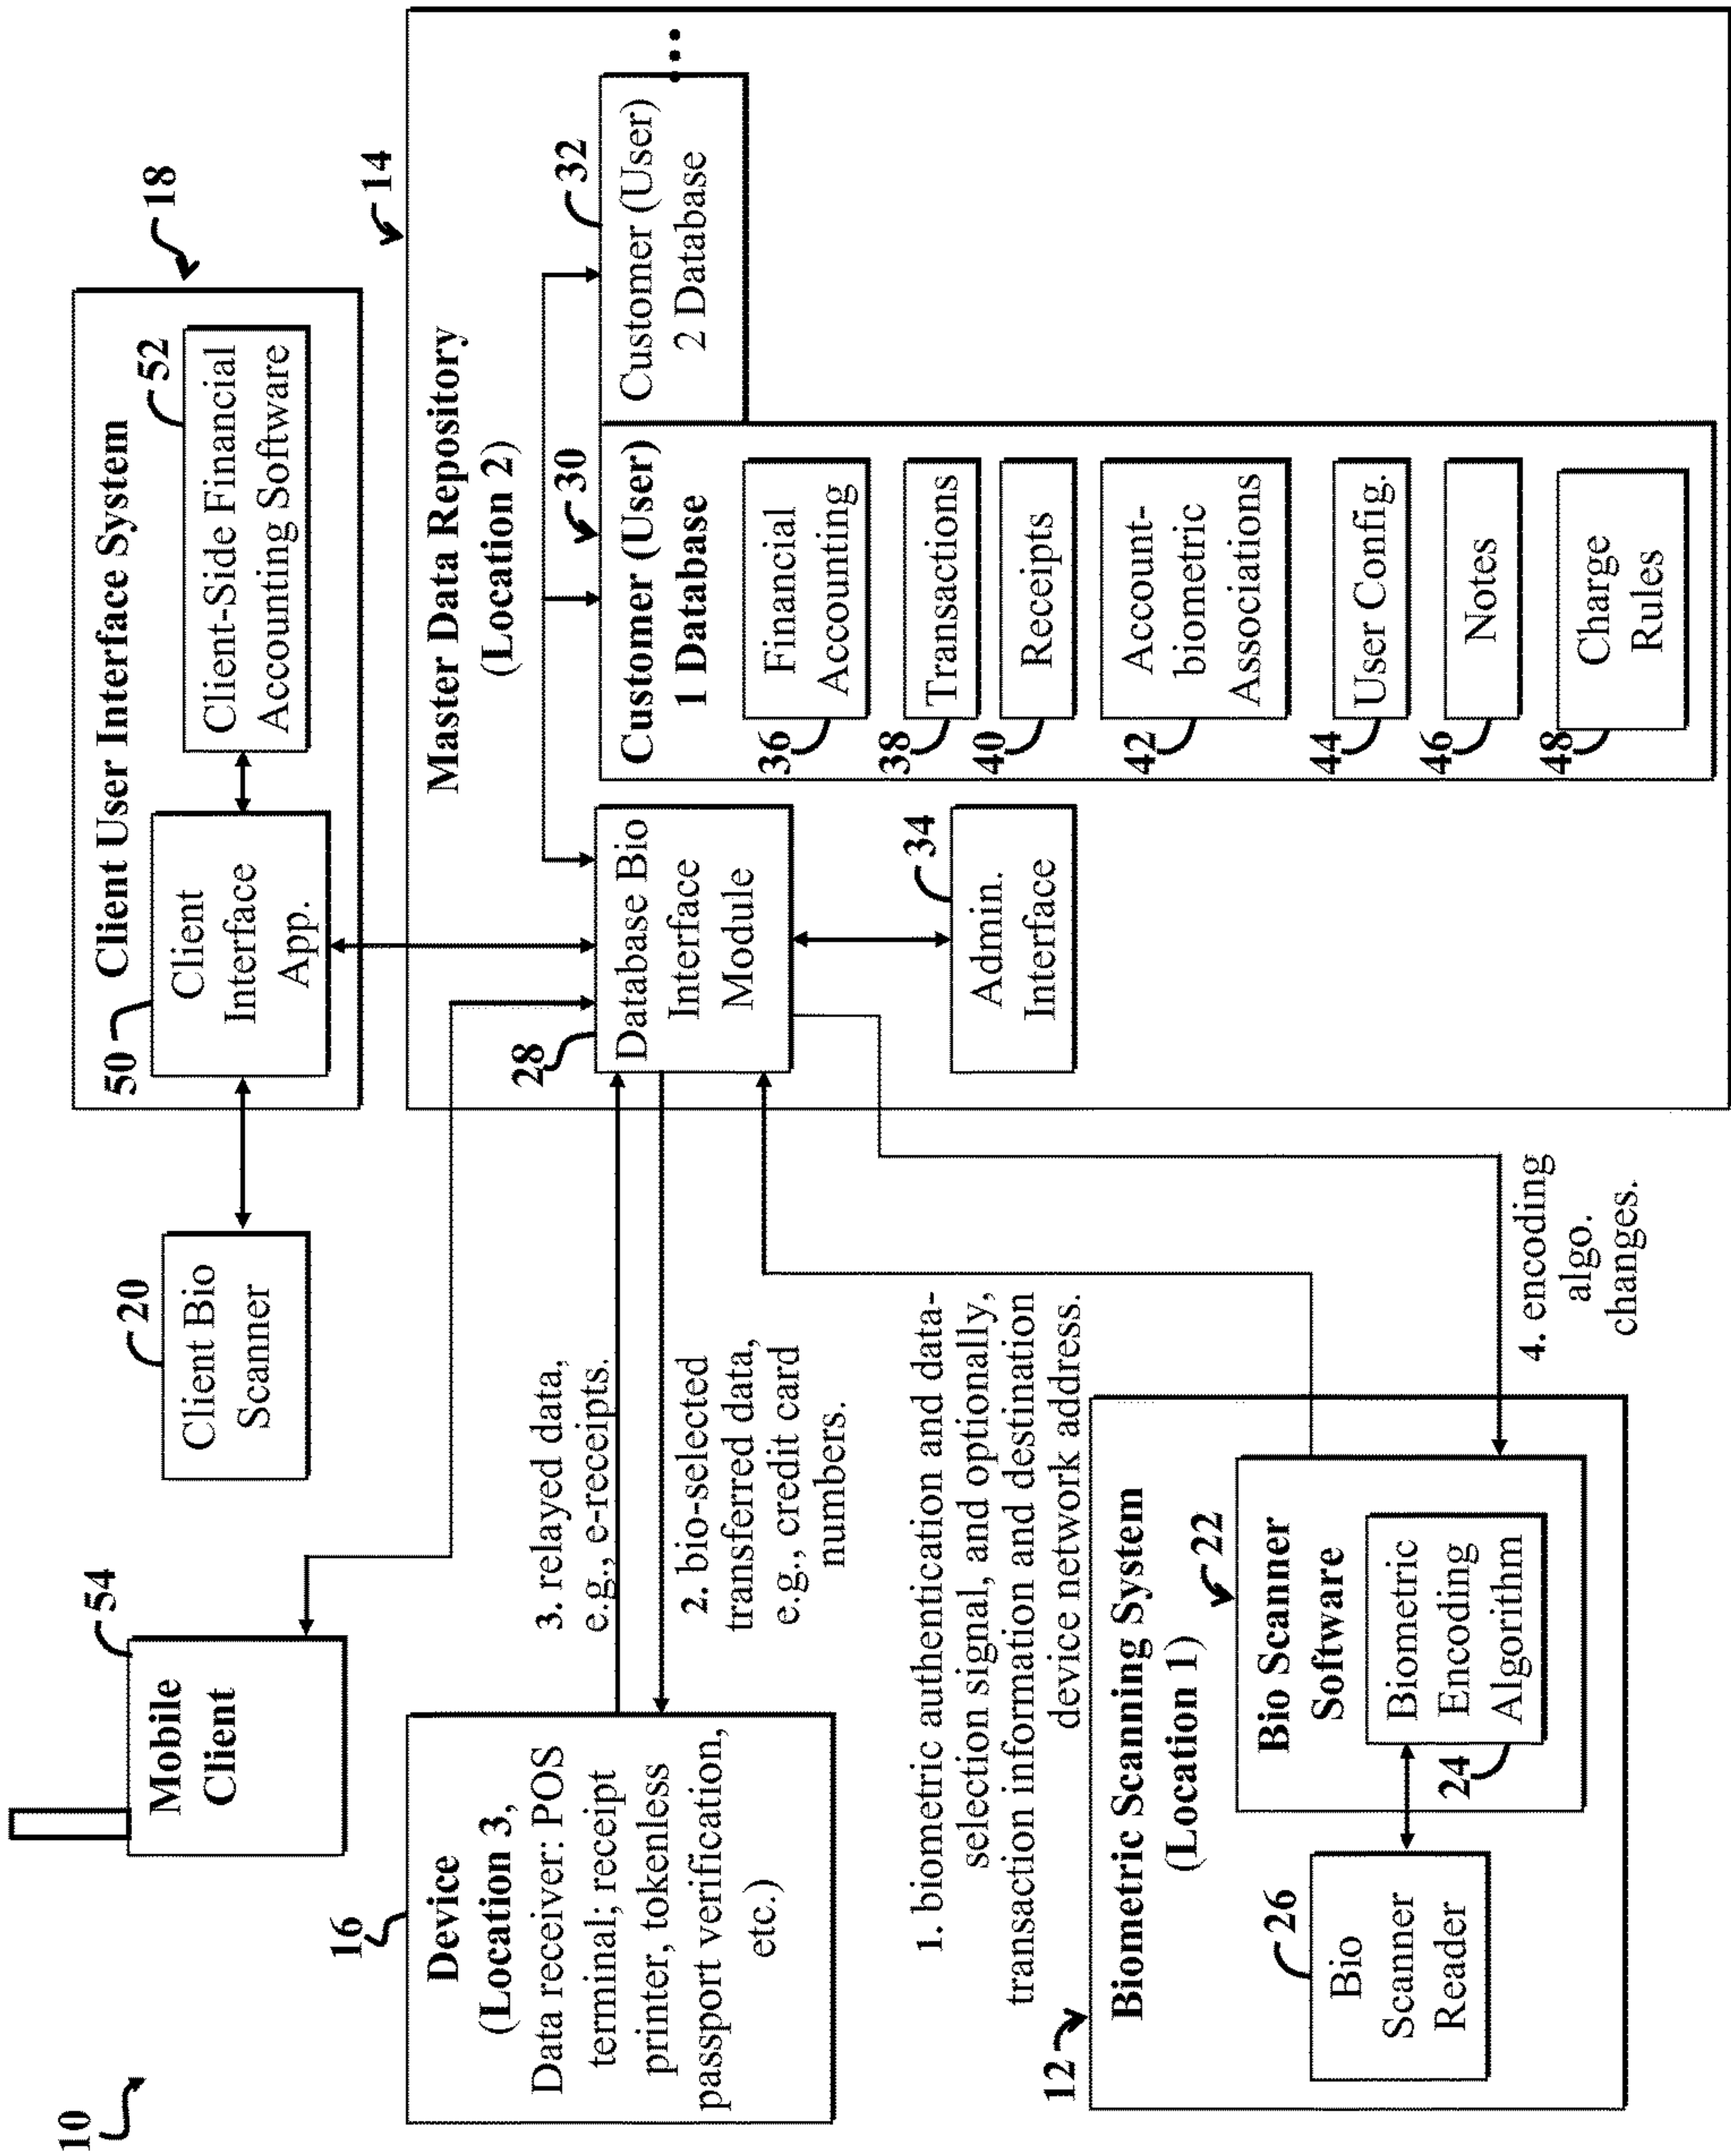 10
Mobile
Client
54
Client Bio
Scanner
20
Client User Interface System
18
50
Client
Interface
App.
52
Client-Side Financial
Accounting Software
16
Device
(Location 3,
Data receiver: POS
terminal; receipt
printer, tokenless
passport verification,
etc.)
3. relayed data,
e.g., e-receipts.
2. bio-selected
transferred data,
e.g., credit card
numbers.
14
Master Data Repository
(Location 2)
28
Database Bio
Interface
Module
34
Admin.
Interface
30
Customer (User)
1 Database
36
Financial
Accounting
38
Transactions
40
Receipts
42
Account-
biometric
Associations
44
User Config.
46
Notes
48
Charge
Rules
32
Customer (User)
2 Database
...
1. biometric authentication and data-
selection signal, and optionally,
transaction information and destination
device network address.
12
Biometric Scanning System
(Location 1)
26
Bio
Scanner
Reader
22
Bio Scanner
Software
24
Biometric
Encoding
Algorithm
4. encoding
algo.
changes.